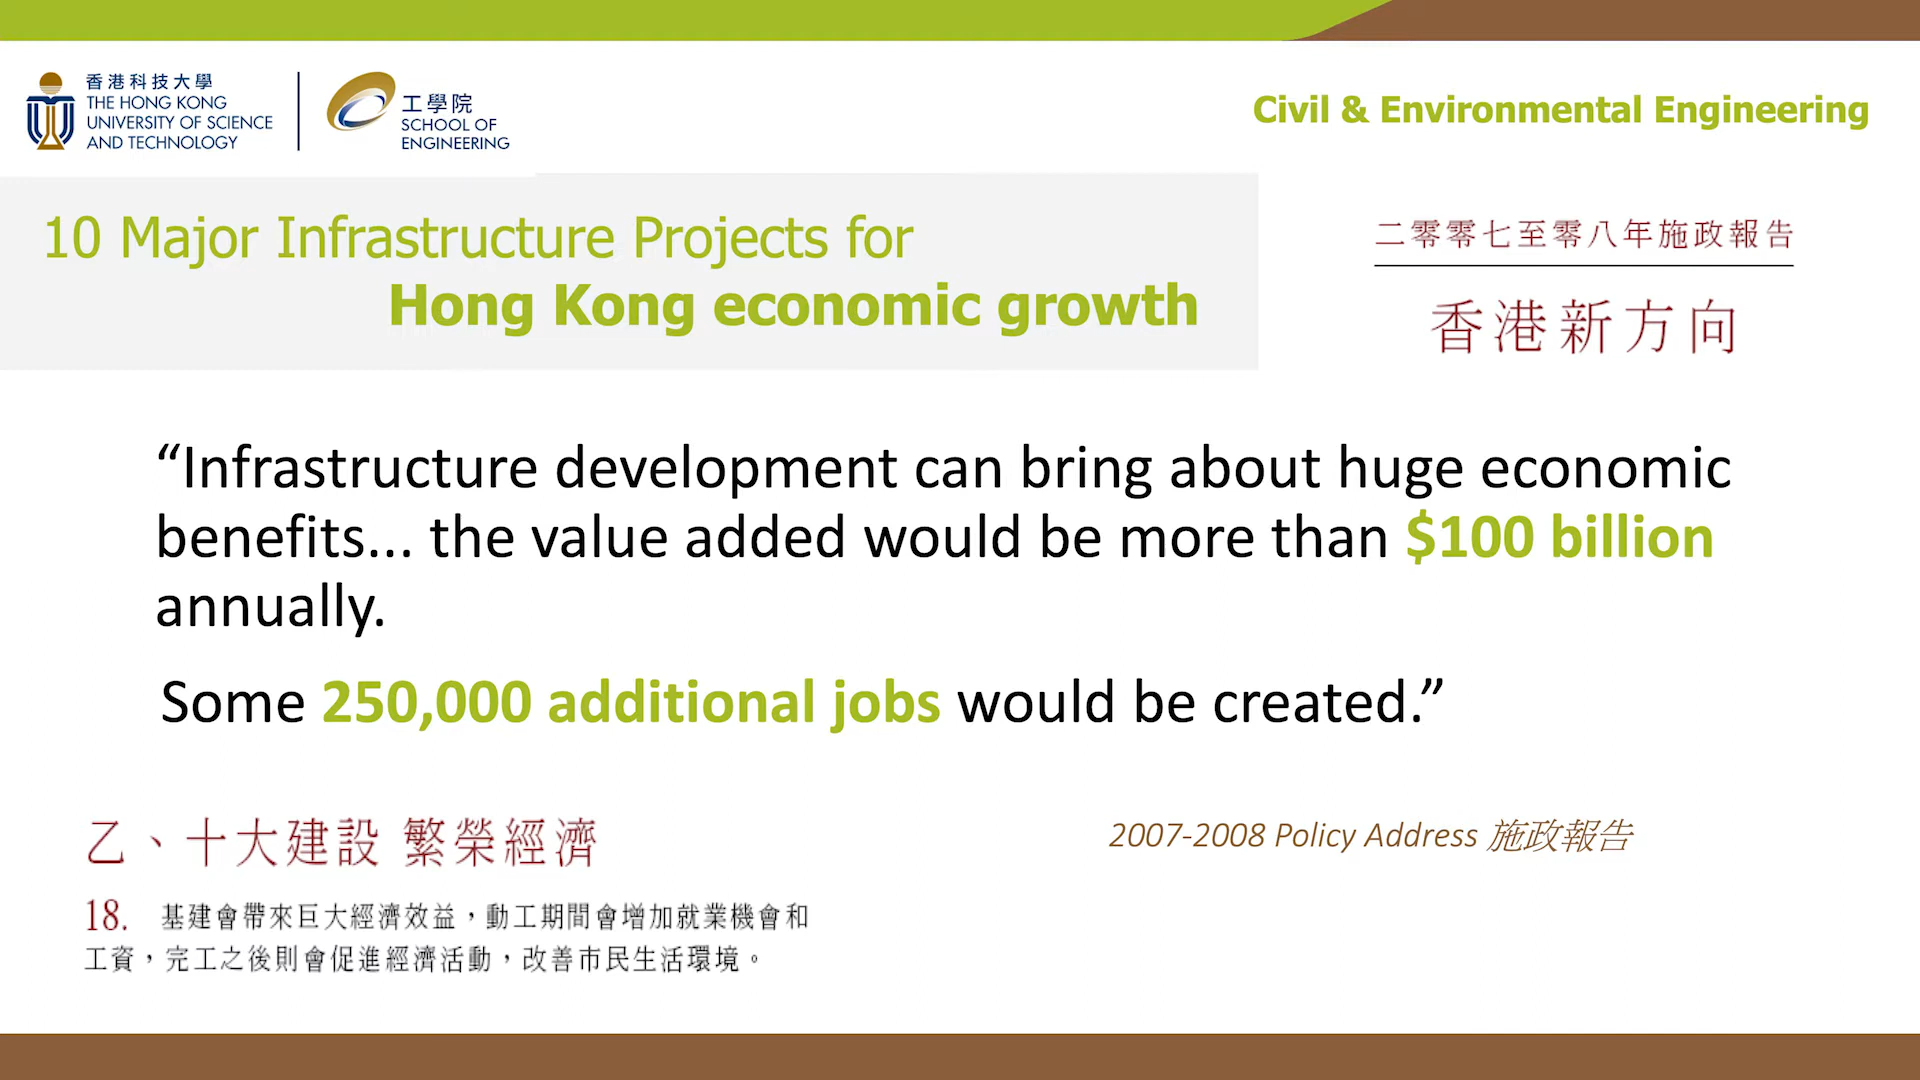 香港科技大學
THE HONG KONG
UNIVERSITY OF SCIENCE
AND TECHNOLOGY
工學院
SCHOOL OF
ENGINEERING
Civil & Environmental Engineering
10 Major Infrastructure Projects for
Hong Kong economic growth
二零零七至零八年施政報告
香港新方向
“Infrastructure development can bring about huge economic
benefits... the value added would be more than $100 billion
annually.
Some 250,000 additional jobs would be created.”
乙、十大建設 繁榮經濟
2007-2008 Policy Address 施政報告
18. 基建會帶來巨大經濟效益，動工期間會增加就業機會和
工資，完工之後則會促進經濟活動，改善市民生活環境。